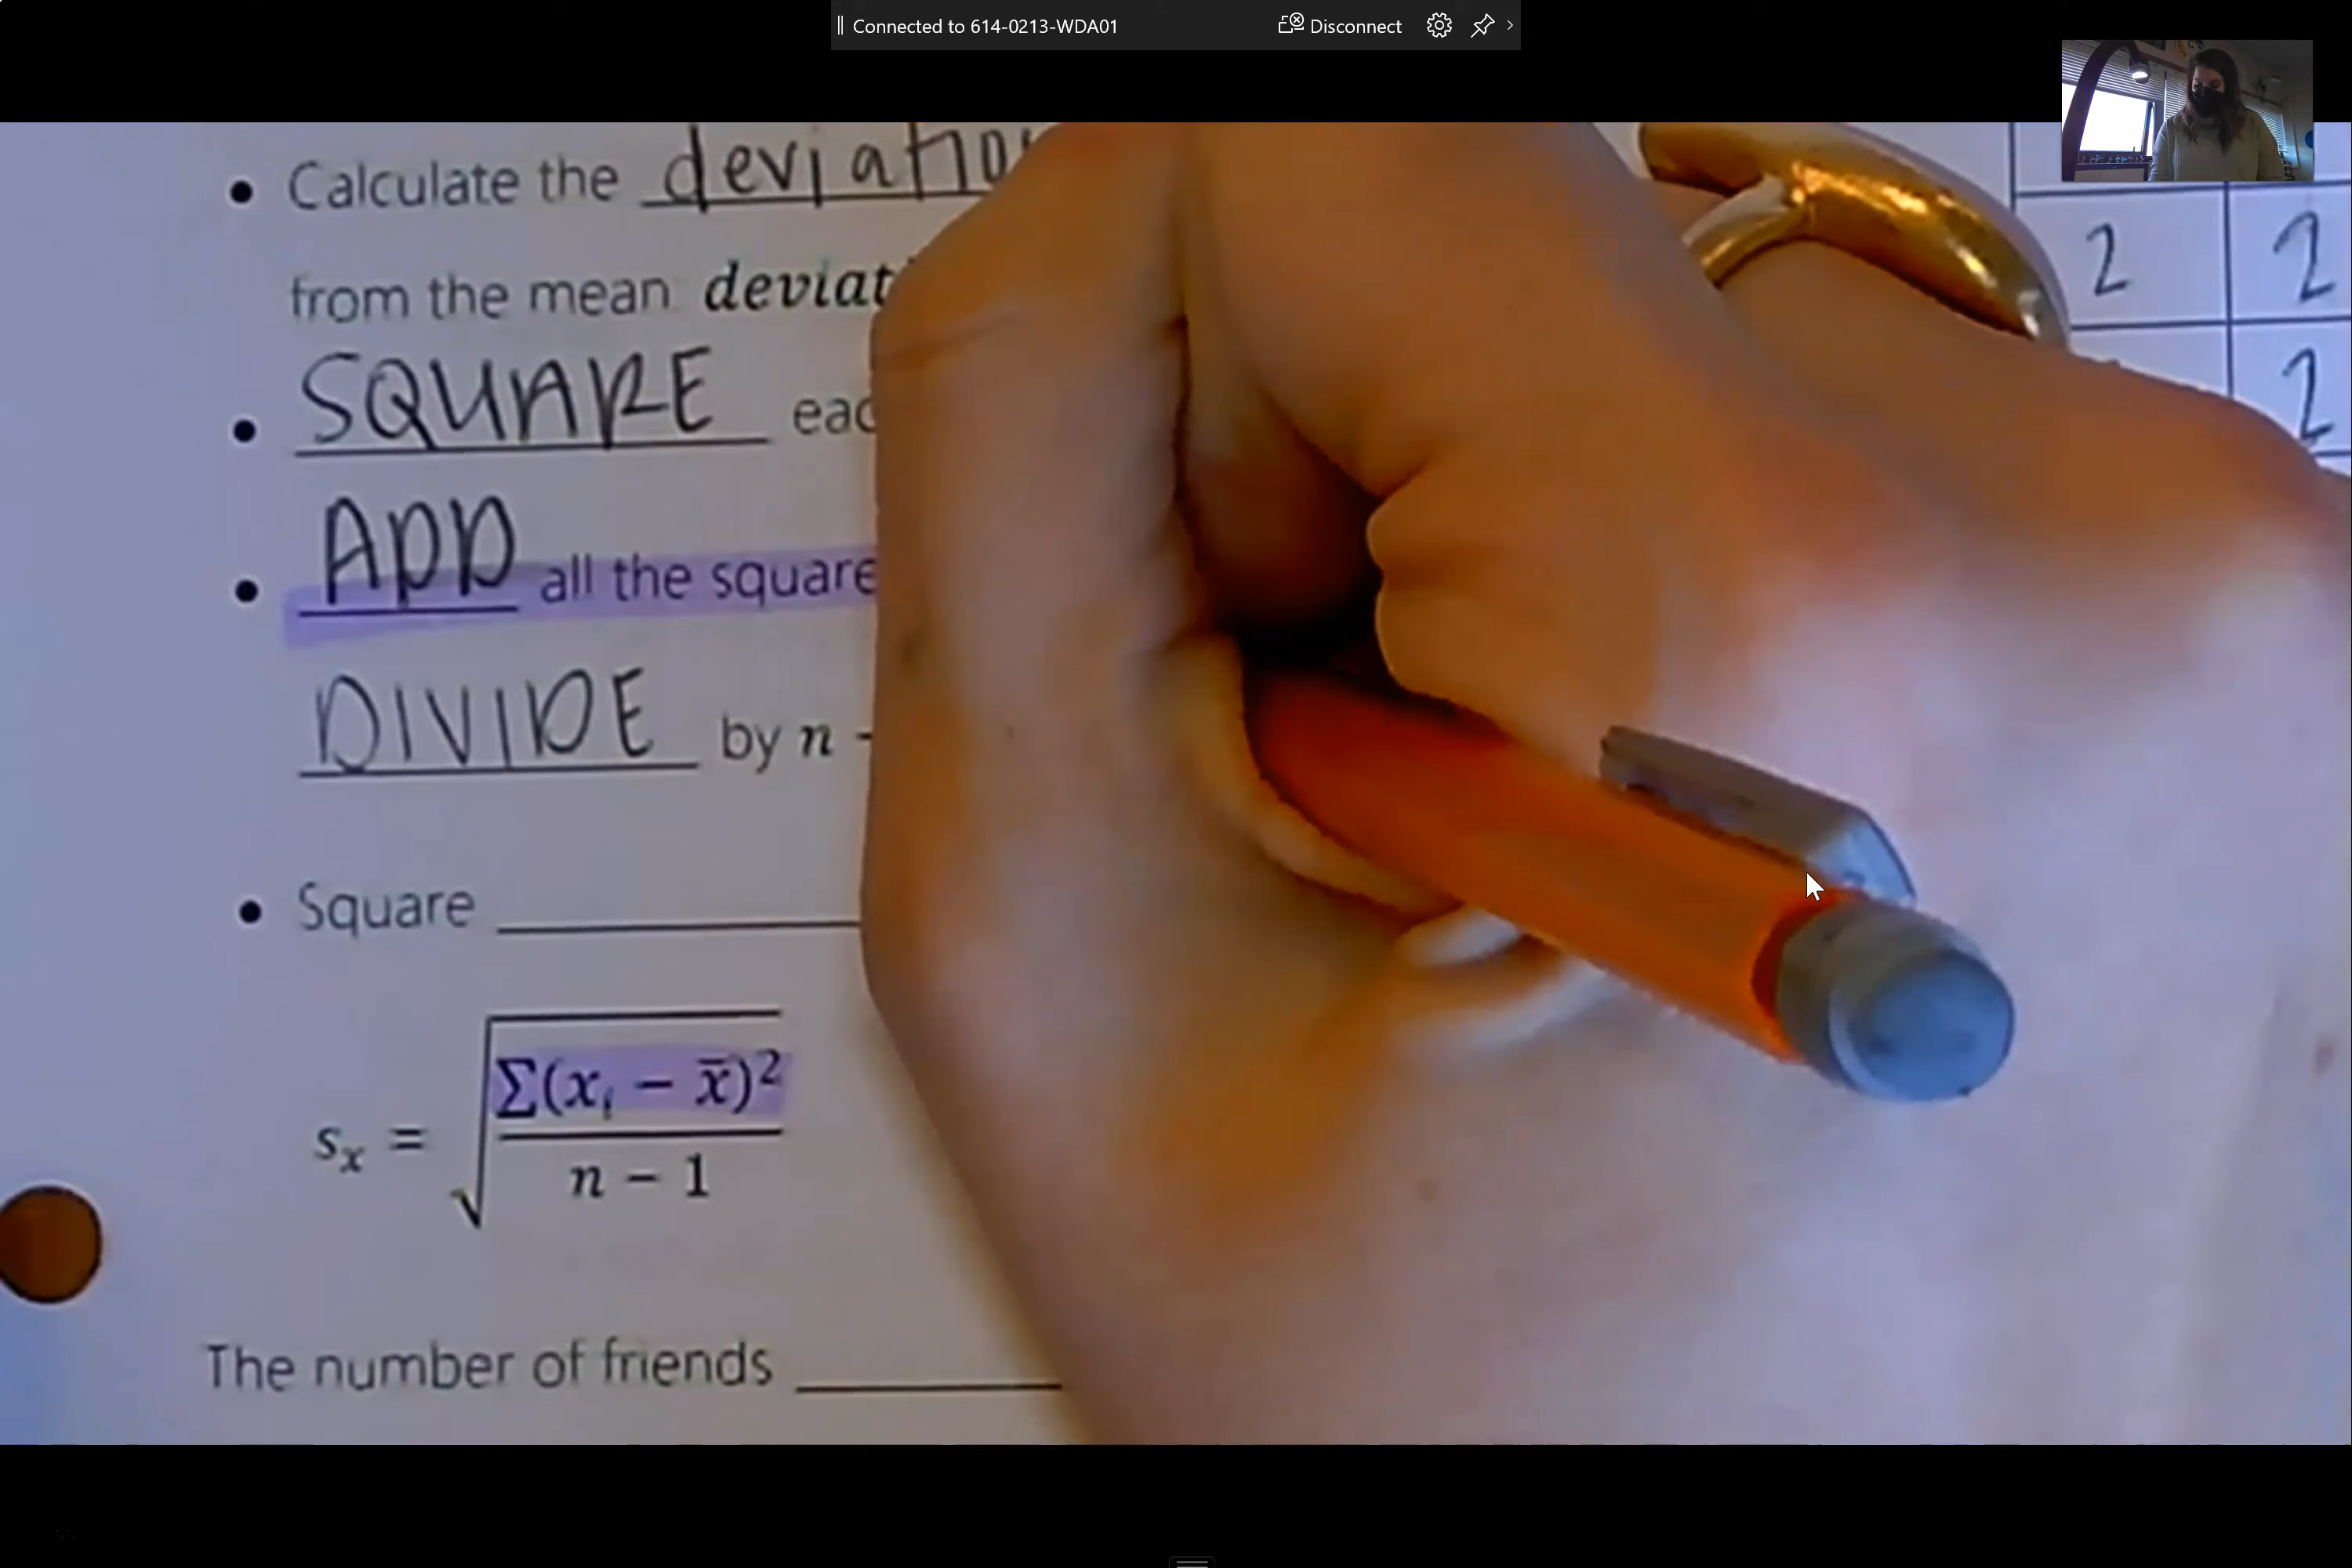 Connected to 614-0213-WDA01 Disconnect
Calculate the deviatio
from the mean: deviat
SQUARE eac
ADD all the square
DIVIDE by n -
Square
s_x = √(Σ(x_i − x̄)² / (n − 1))
The number of friends
2 2
2